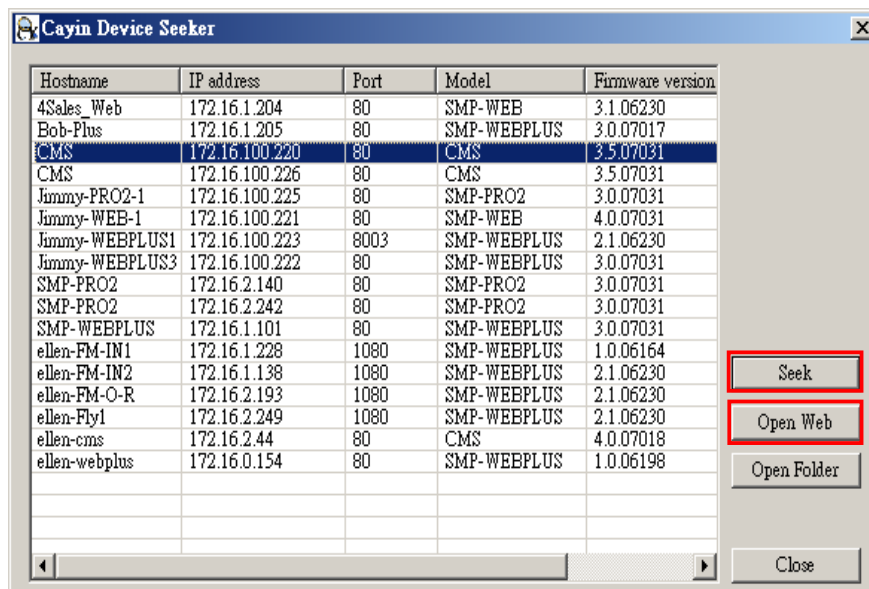 Cayin Device Seeker
Hostname IP address Port Model Firmware version
4Sales_Web 172.16.1.204 80 SMP-WEB 3.1.06230
Bob-Plus 172.16.1.205 80 SMP-WEBPLUS 3.0.07017
CMS 172.16.100.220 80 CMS 3.5.07031
CMS 172.16.100.226 80 CMS 3.5.07031
Jimmy-PRO2-1 172.16.100.225 80 SMP-PRO2 3.0.07031
Jimmy-WEB-1 172.16.100.221 80 SMP-WEB 4.0.07031
Jimmy-WEBPLUS1 172.16.100.223 8003 SMP-WEBPLUS 2.1.06230
Jimmy-WEBPLUS3 172.16.100.222 80 SMP-WEBPLUS 3.0.07031
SMP-PRO2 172.16.2.140 80 SMP-PRO2 3.0.07031
SMP-PRO2 172.16.2.242 80 SMP-PRO2 3.0.07031
SMP-WEBPLUS 172.16.1.101 80 SMP-WEBPLUS 3.0.07031
ellen-FM-IN1 172.16.1.228 1080 SMP-WEBPLUS 1.0.06164
ellen-FM-IN2 172.16.1.138 1080 SMP-WEBPLUS 2.1.06230
ellen-FM-O-R 172.16.2.193 1080 SMP-WEBPLUS 2.1.06230
ellen-Fly1 172.16.2.249 1080 SMP-WEBPLUS 2.1.06230
ellen-cms 172.16.2.44 80 CMS 4.0.07018
ellen-webplus 172.16.0.154 80 SMP-WEBPLUS 1.0.06198
Seek
Open Web
Open Folder
Close